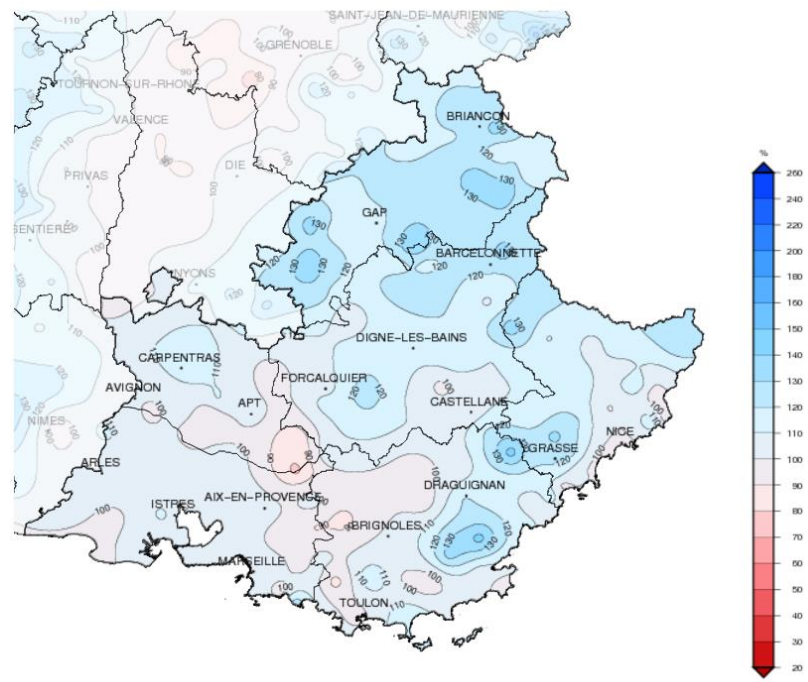 SAINT-JEAN-DE-MAURIENNE
GRENOBLE
TOURNON-SUR-RHONE
VALENCE
BRIANCON
DIE
PRIVAS
GAP
NYONS
BARCELONNETTE
DIGNE-LES-BAINS
CARPENTRAS
FORCALQUIER
AVIGNON
APT
CASTELLANE
NIMES
NICE
GRASSE
ARLES
DRAGUIGNAN
AIX-EN-PROVENCE
ISTRES
BRIGNOLES
MARSEILLE
TOULON
%
260
240
220
200
190
180
160
150
140
130
120
110
100
90
80
70
60
50
40
30
20